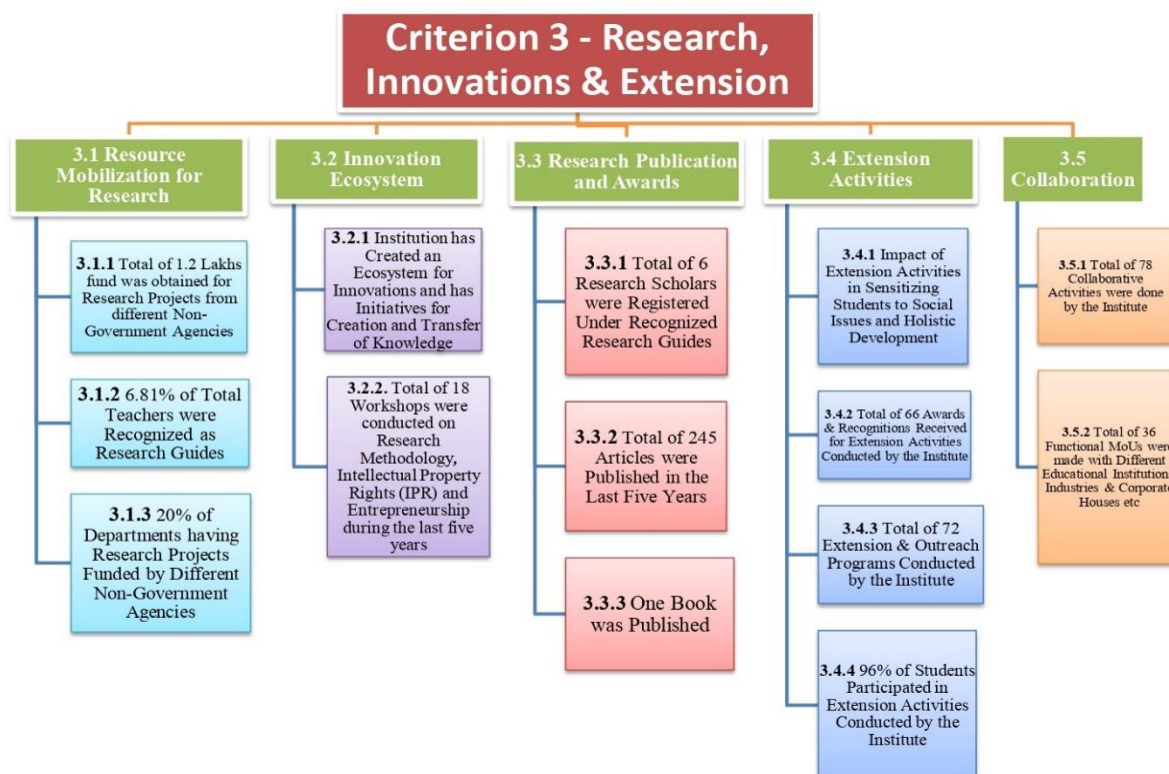 Criterion 3 - Research,
Innovations & Extension
3.1 Resource
Mobilization for
Research
3.1.1 Total of 1.2 Lakhs
fund was obtained for
Research Projects from
different Non-
Government Agencies
3.1.2 6.81% of Total
Teachers were
Recognized as
Research Guides
3.1.3 20% of
Departments having
Research Projects
Funded by Different
Non-Government
Agencies
3.2 Innovation
Ecosystem
3.2.1 Institution has
Created an
Ecosystem for
Innovations and has
Initiatives for
Creation and Transfer
of Knowledge
3.2.2. Total of 18
Workshops were
conducted on
Research
Methodology,
Intellectual Property
Rights (IPR) and
Entrepreneurship
during the last five
years
3.3 Research Publication
and Awards
3.3.1 Total of 6
Research Scholars
were Registered
Under Recognized
Research Guides
3.3.2 Total of 245
Articles were
Published in the
Last Five Years
3.3.3 One Book
was Published
3.4 Extension
Activities
3.4.1 Impact of
Extension Activities
in Sensitizing
Students to Social
Issues and Holistic
Development
3.4.2 Total of 66 Awards
& Recognitions Received
for Extension Activities
Conducted by the Institute
3.4.3 Total of 72
Extension & Outreach
Programs Conducted
by the Institute
3.4.4 96% of Students
Participated in
Extension Activities
Conducted by the
Institute
3.5
Collaboration
3.5.1 Total of 78
Collaborative
Activities were done
by the Institute
3.5.2 Total of 36
Functional MoUs were
made with Different
Educational Institution
Industries & Corporat
Houses etc